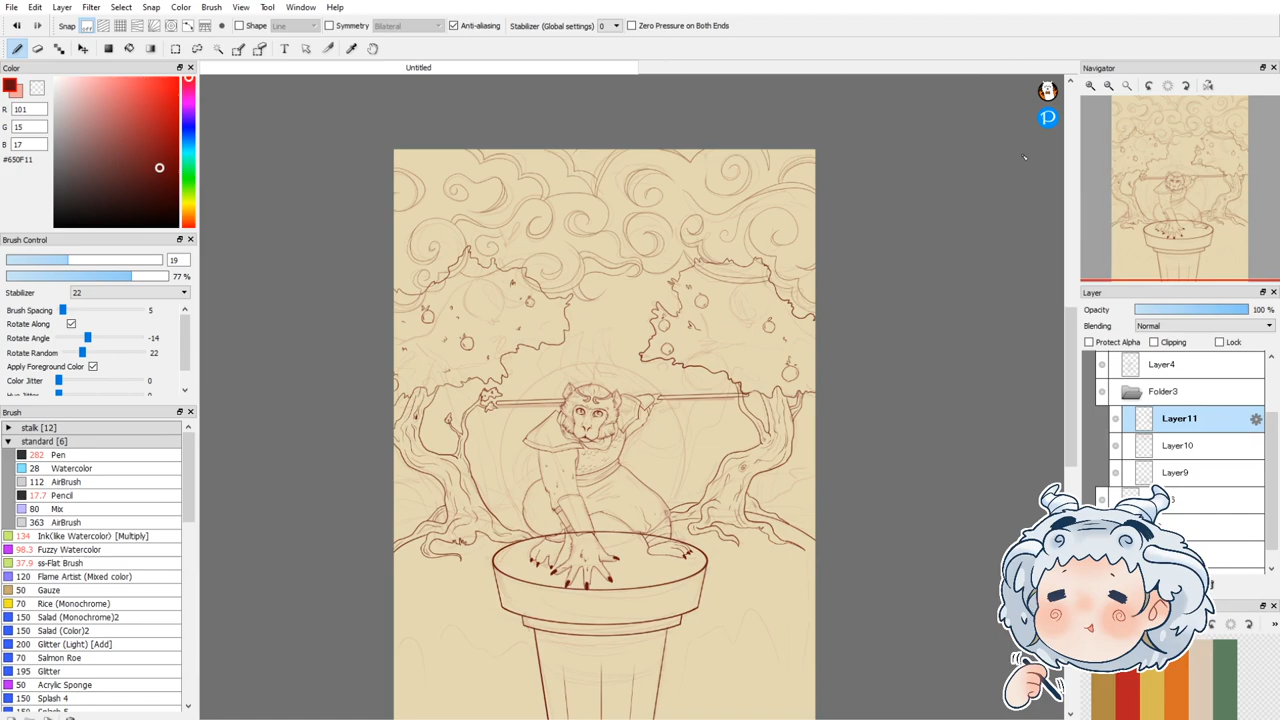 File Edit Layer Select Snap Color Brush View Tool Window Help
Snap off Shape Line Symmetry Bilateral Anti-aliasing Stabilizer (Global settings) 0 Zero Pressure on Both Ends
Color
Untitled
Navigator
R 101
G 15
B 17
#650F11
Brush Control
19
77 %
Stabilizer 22
Brush Spacing 5
Rotate Along
Rotate Angle -14
Rotate Random 22
Apply Foreground Color
Color Jitter 0
Brush
stalk [12]
standard [6]
282 Pen
28 Watercolor
112 AirBrush
17.7 Pencil
80 Mix
363 AirBrush
134 Ink(like Watercolor) [Multiply]
98.3 Fuzzy Watercolor
37.9 ss-Flat Brush
120 Flame Artist (Mixed color)
50 Gauze
70 Rice (Monochrome)
150 Salad (Monochrome)2
150 Salad (Color)2
200 Glitter (Light) [Add]
70 Salmon Roe
195 Glitter
50 Acrylic Sponge
150 Splash 4
150 Splash 5
Layer
Opacity 100 %
Blending Normal
Protect Alpha Clipping Lock
Layer4
Folder3
Layer11
Layer10
Layer9